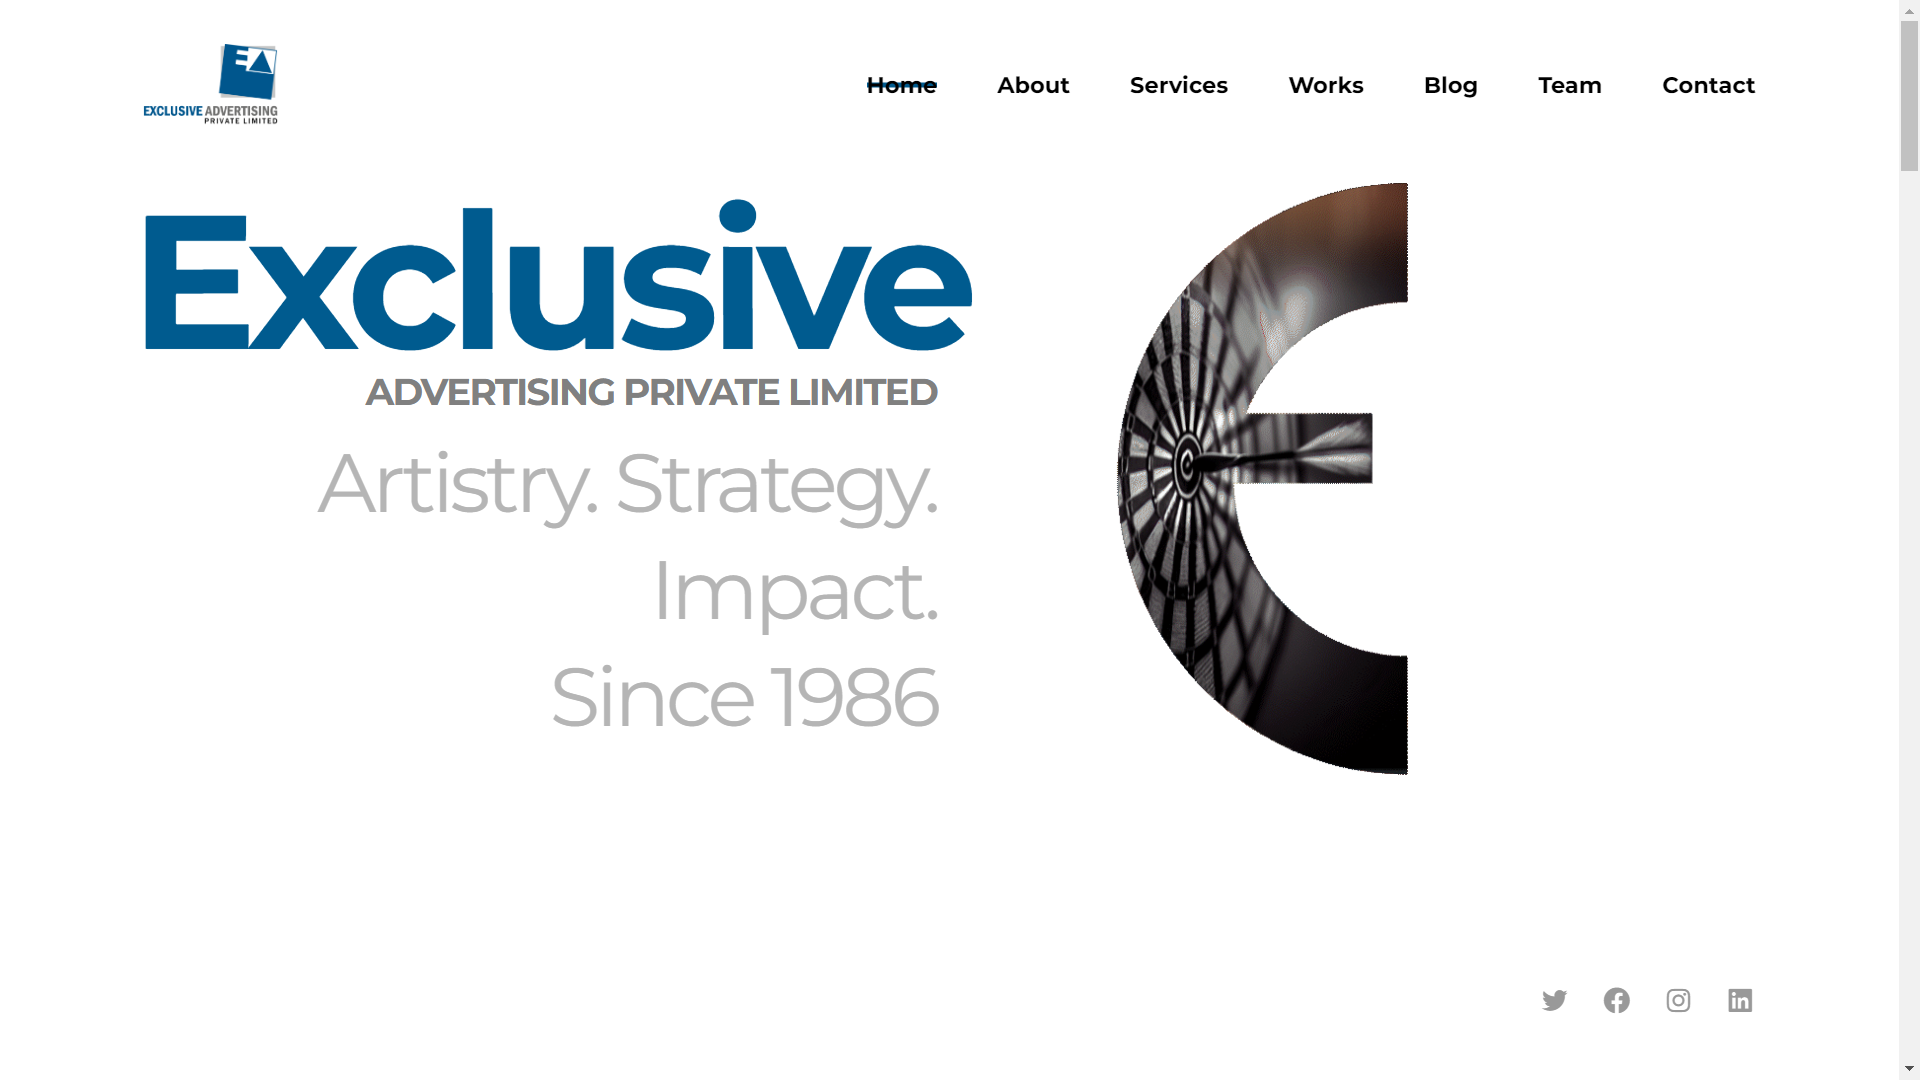 EA
EXCLUSIVE ADVERTISING
PRIVATE LIMITED
Home About Services Works Blog Team Contact
Exclusive
ADVERTISING PRIVATE LIMITED
Artistry. Strategy.
Impact.
Since 1986